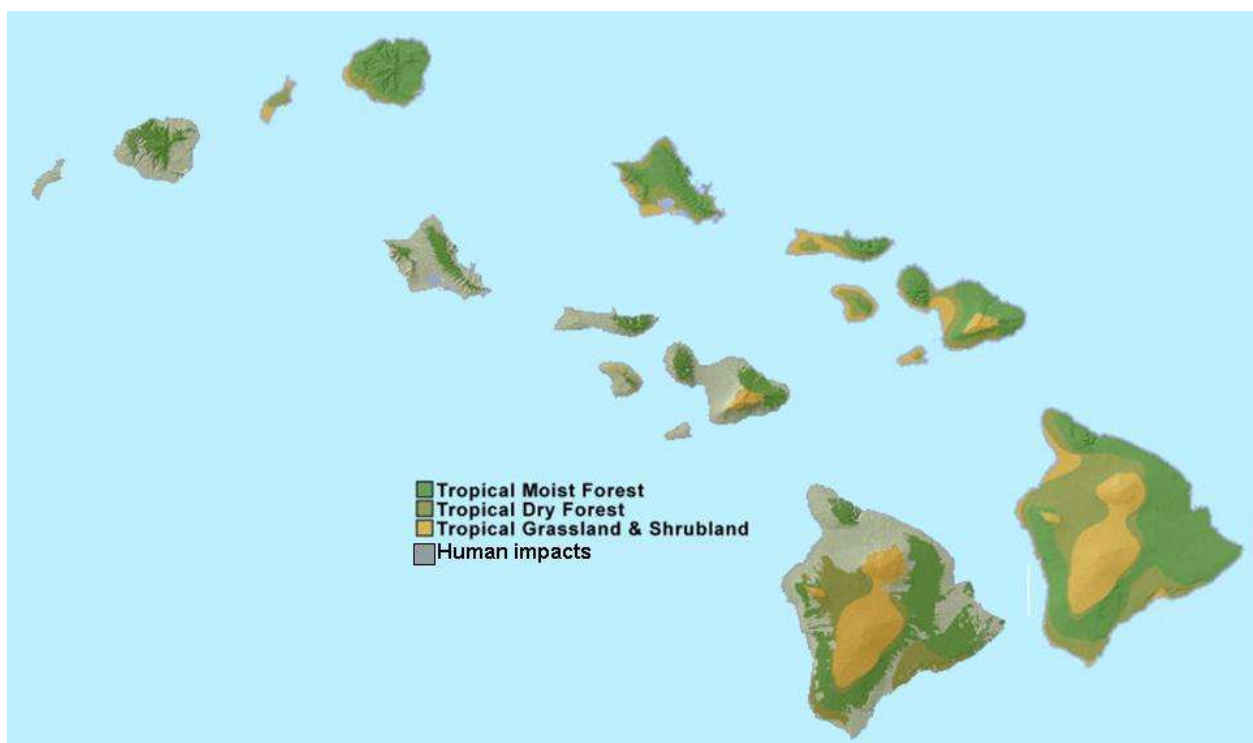 Tropical Moist Forest
Tropical Dry Forest
Tropical Grassland & Shrubland
Human impacts